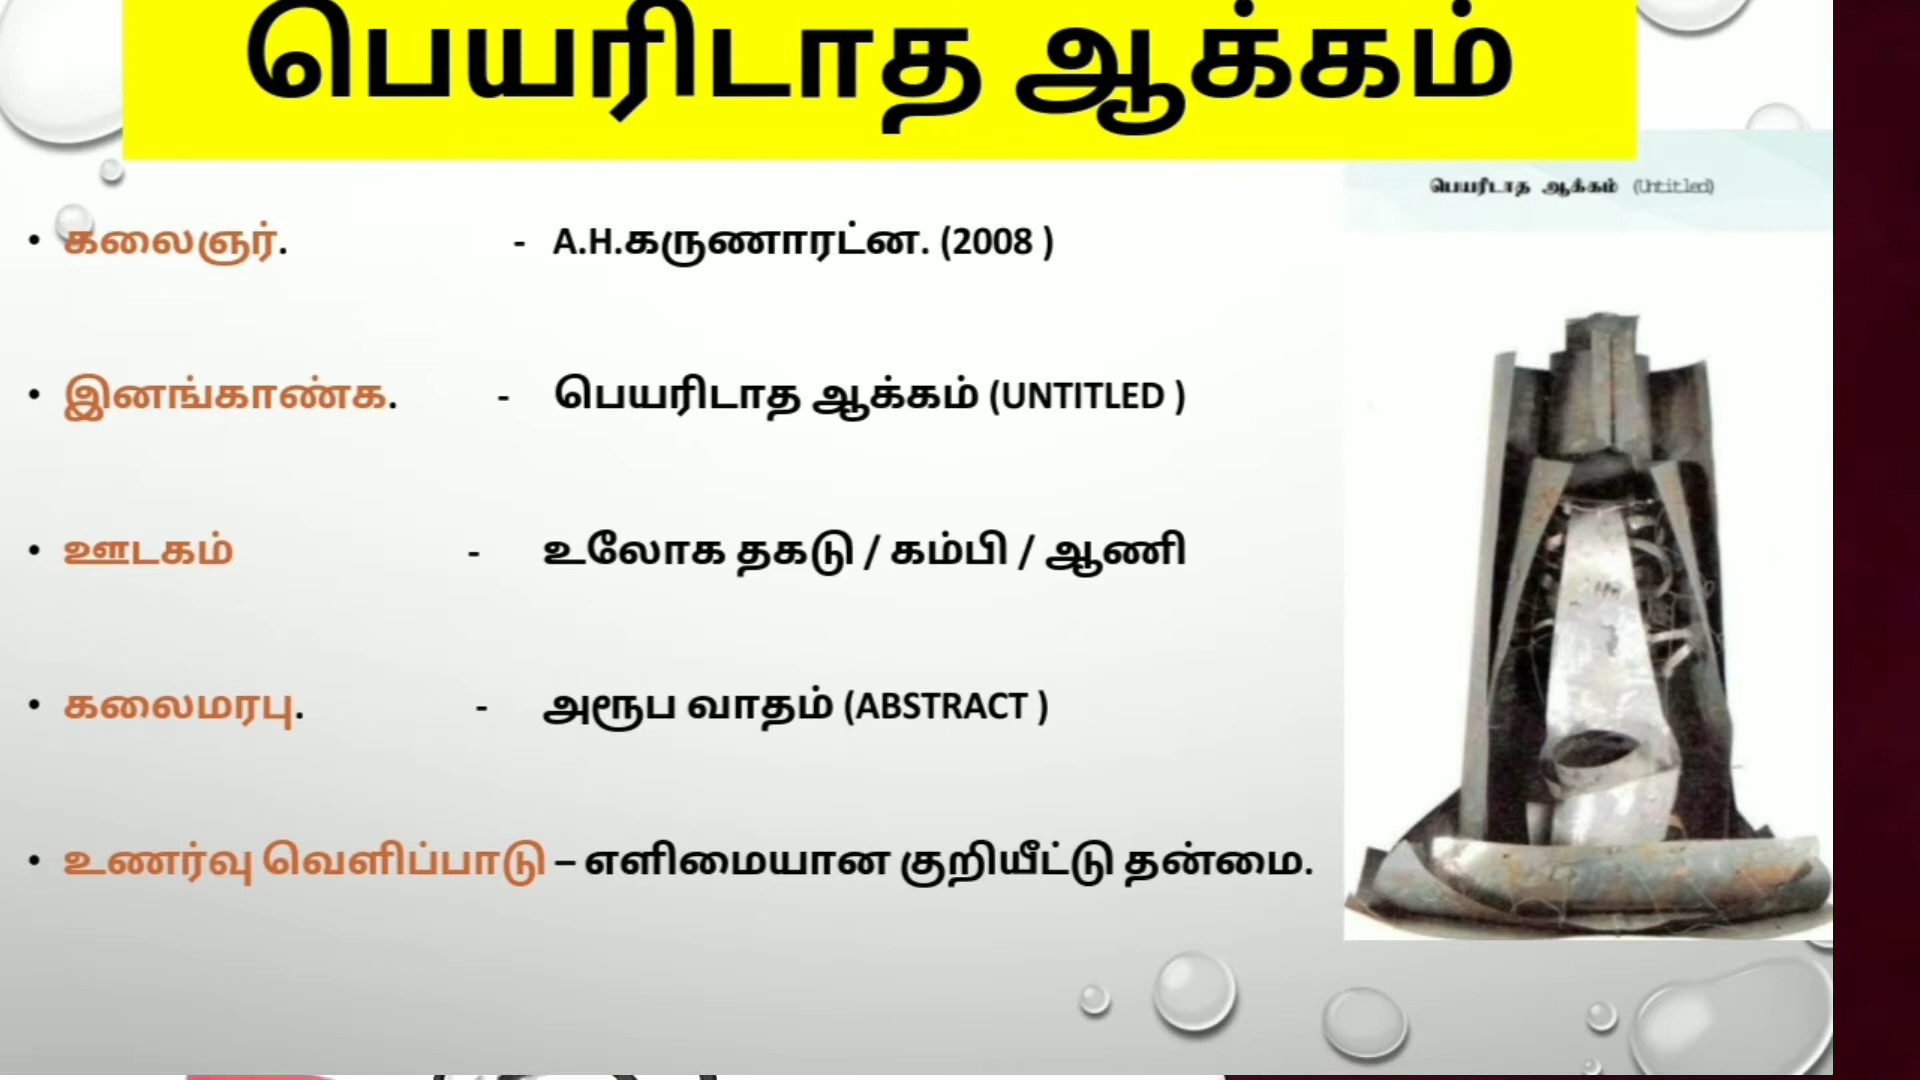 பெயரிடாத ஆக்கம்
பெயரீடாத ஆக்கம் (Untitled)
• கலைஞர். - A.H.கருணாரட்ன. (2008 )
• இனங்காண்க. - பெயரிடாத ஆக்கம் (UNTITLED )
• ஊடகம் - உலோக தகடு / கம்பி / ஆணி
• கலைமரபு. - அரூப வாதம் (ABSTRACT )
• உணர்வு வெளிப்பாடு – எளிமையான குறியீட்டு தன்மை.